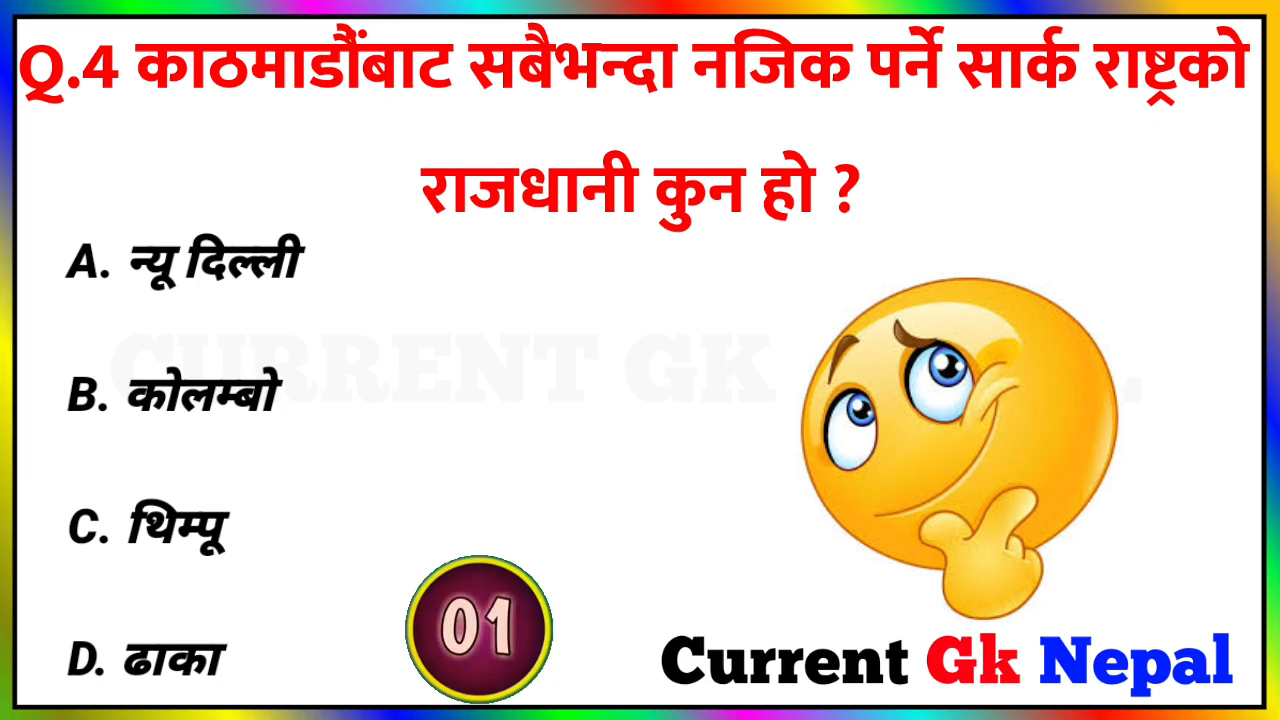 Q.4 काठमाडौंबाट सबैभन्दा नजिक पर्ने सार्क राष्ट्रको
राजधानी कुन हो ?
A. न्यू दिल्ली
B. कोलम्बो
CURRENT GK
C. थिम्पू
01
D. ढाका
Current Gk Nepal